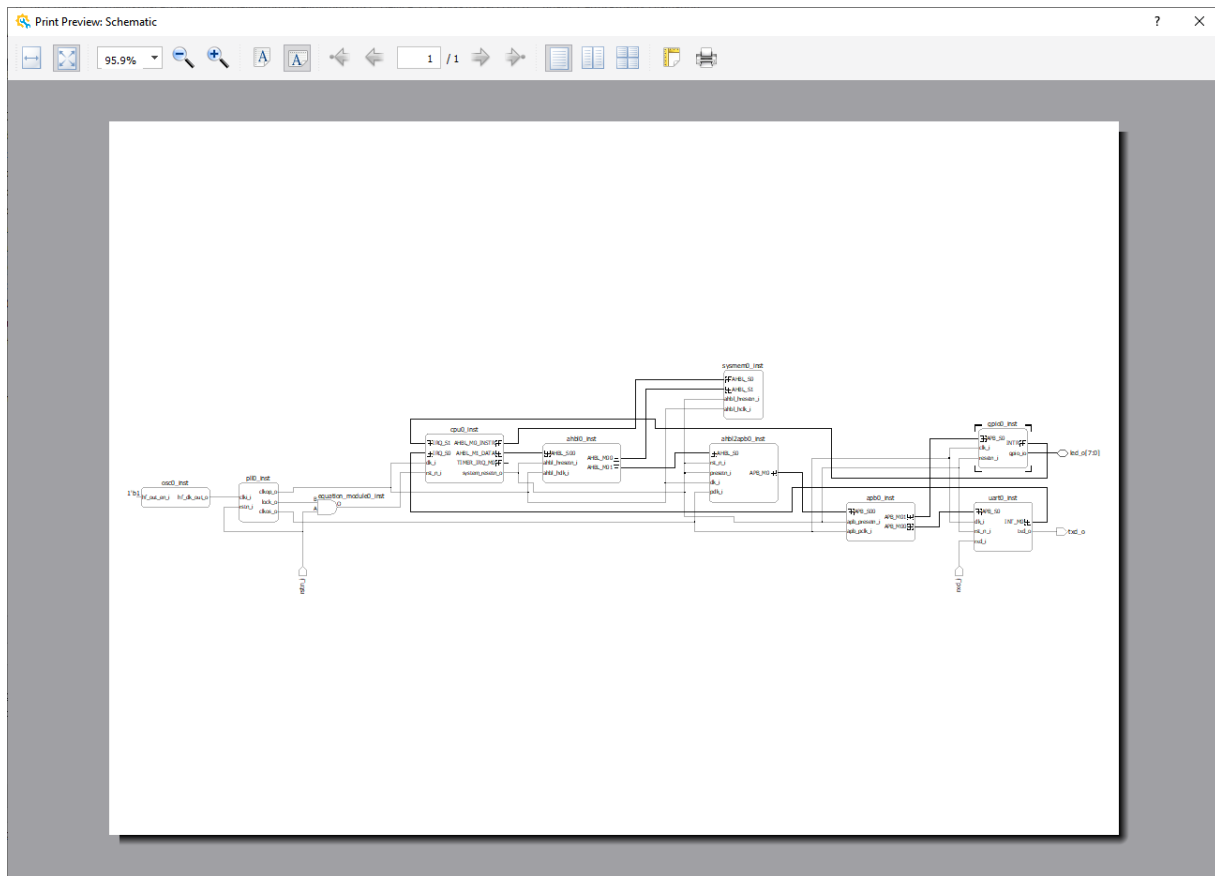 Print Preview: Schematic
? ×
95.9%
A
A
1 / 1
sysmem0_inst
AHBL_S0
AHBL_S1
ahbl_hresetn_i
ahbl_hclk_i
cpu0_inst
IRQ_S1 AHBL_M0_INSTR
IRQ_S0 AHBL_M1_DATA
clk_i TIMER_IRQ_M0
rst_n_i system_resetn_o
ahbl0_inst
AHBL_S00
AHBL_M00
ahbl_hresetn_i
AHBL_M01
ahbl_hclk_i
ahbl2apb0_inst
AHBL_S0
rst_n_i
presetn_i APB_M0
clk_i
pclk_i
gpio0_inst
APB_S0
INTR
clk_i
gpio_io
resetn_i
led_o[7:0]
osc0_inst
1'b1
hf_out_en_i hf_clk_out_o
pll0_inst
clkop_o
clki_i
lock_o
rstn_i
clkos_o
equation_module0_inst
A
A
O
apb0_inst
APB_S00
APB_M01
apb_presetn_i
APB_M00
apb_pclk_i
uart0_inst
APB_S0
clk_i INT_M0
rst_n_i txd_o
rxd_i
txd_o
rstn_i
rxd_i